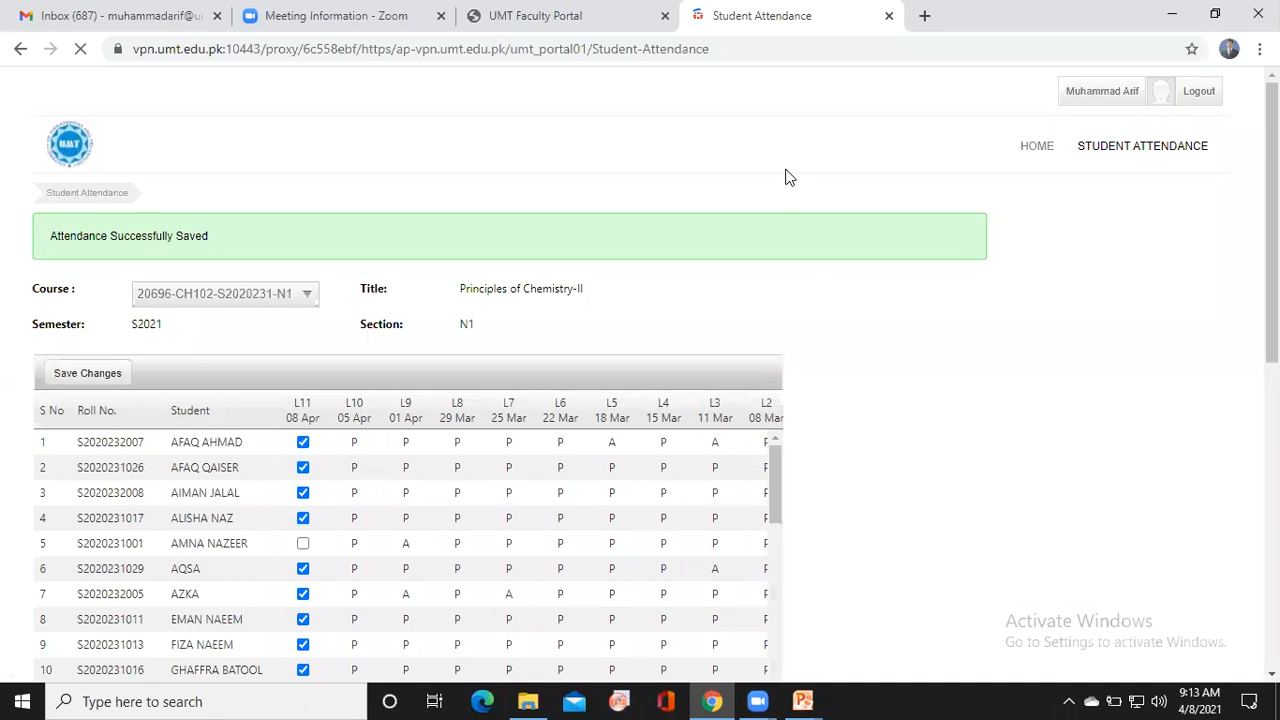 Inbox (687) - muhammadarif@u
Meeting Information - Zoom
UMT Faculty Portal
Student Attendance
vpn.umt.edu.pk:10443/proxy/6c558ebf/https/ap-vpn.umt.edu.pk/umt_portal01/Student-Attendance
Muhammad Arif Logout
UMT
HOME STUDENT ATTENDANCE
Student Attendance
Attendance Successfully Saved
Course : 20696-CH102-S2020231-N1 Title: Principles of Chemistry-II
Semester: S2021 Section: N1
Save Changes
S No Roll No. Student L11 L10 L9 L8 L7 L6 L5 L4 L3 L2
08 Apr 05 Apr 01 Apr 29 Mar 25 Mar 22 Mar 18 Mar 15 Mar 11 Mar 08 Mar
1 S2020232007 AFAQ AHMAD P P P P P A P A P
2 S2020231026 AFAQ QAISER P P P P P P P P P
3 S2020232008 AIMAN JALAL P P P P P P P P P
4 S2020231017 ALISHA NAZ P P P P P P P P P
5 S2020231001 AMNA NAZEER P A P P P P P P P
6 S2020231029 AQSA P P P P P P P A P
7 S2020232005 AZKA P A P A P P P P P
8 S2020231011 EMAN NAEEM P P P P P P P P P
9 S2020231013 FIZA NAEEM P P P P P P P P P
10 S2020231016 GHAFFRA BATOOL P P P P P P P P P
Activate Windows
Go to Settings to activate Windows.
Type here to search
9:13 AM
4/8/2021